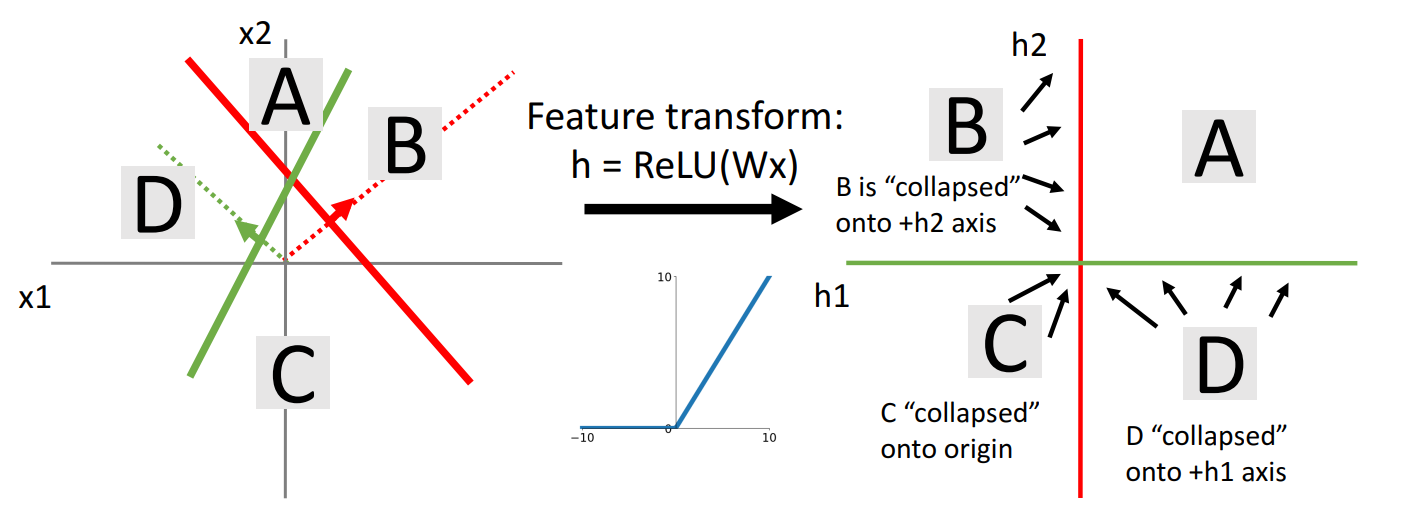 x2
A
B
D
x1
C
Feature transform:
h = ReLU(Wx)
10
0
−10
10
h2
B
A
B is “collapsed”
onto +h2 axis
h1
C
D
C “collapsed”
onto origin
D “collapsed”
onto +h1 axis